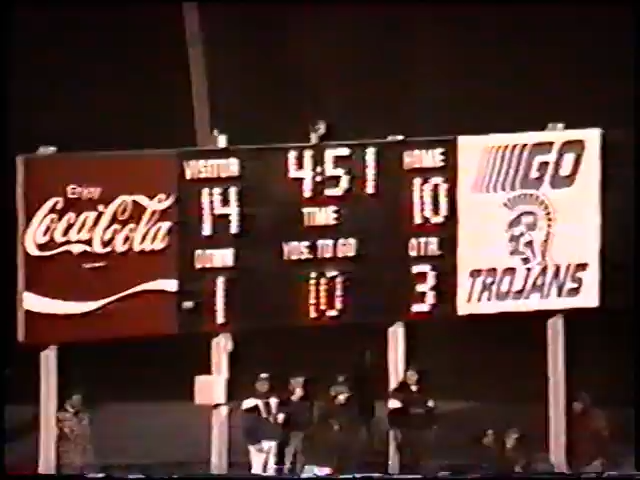 Enjoy
Coca-Cola
VISITOR 4:51 HOME
14 TIME 10
DOWN YDS. TO GO QTR.
1 10 3
GO
TROJANS